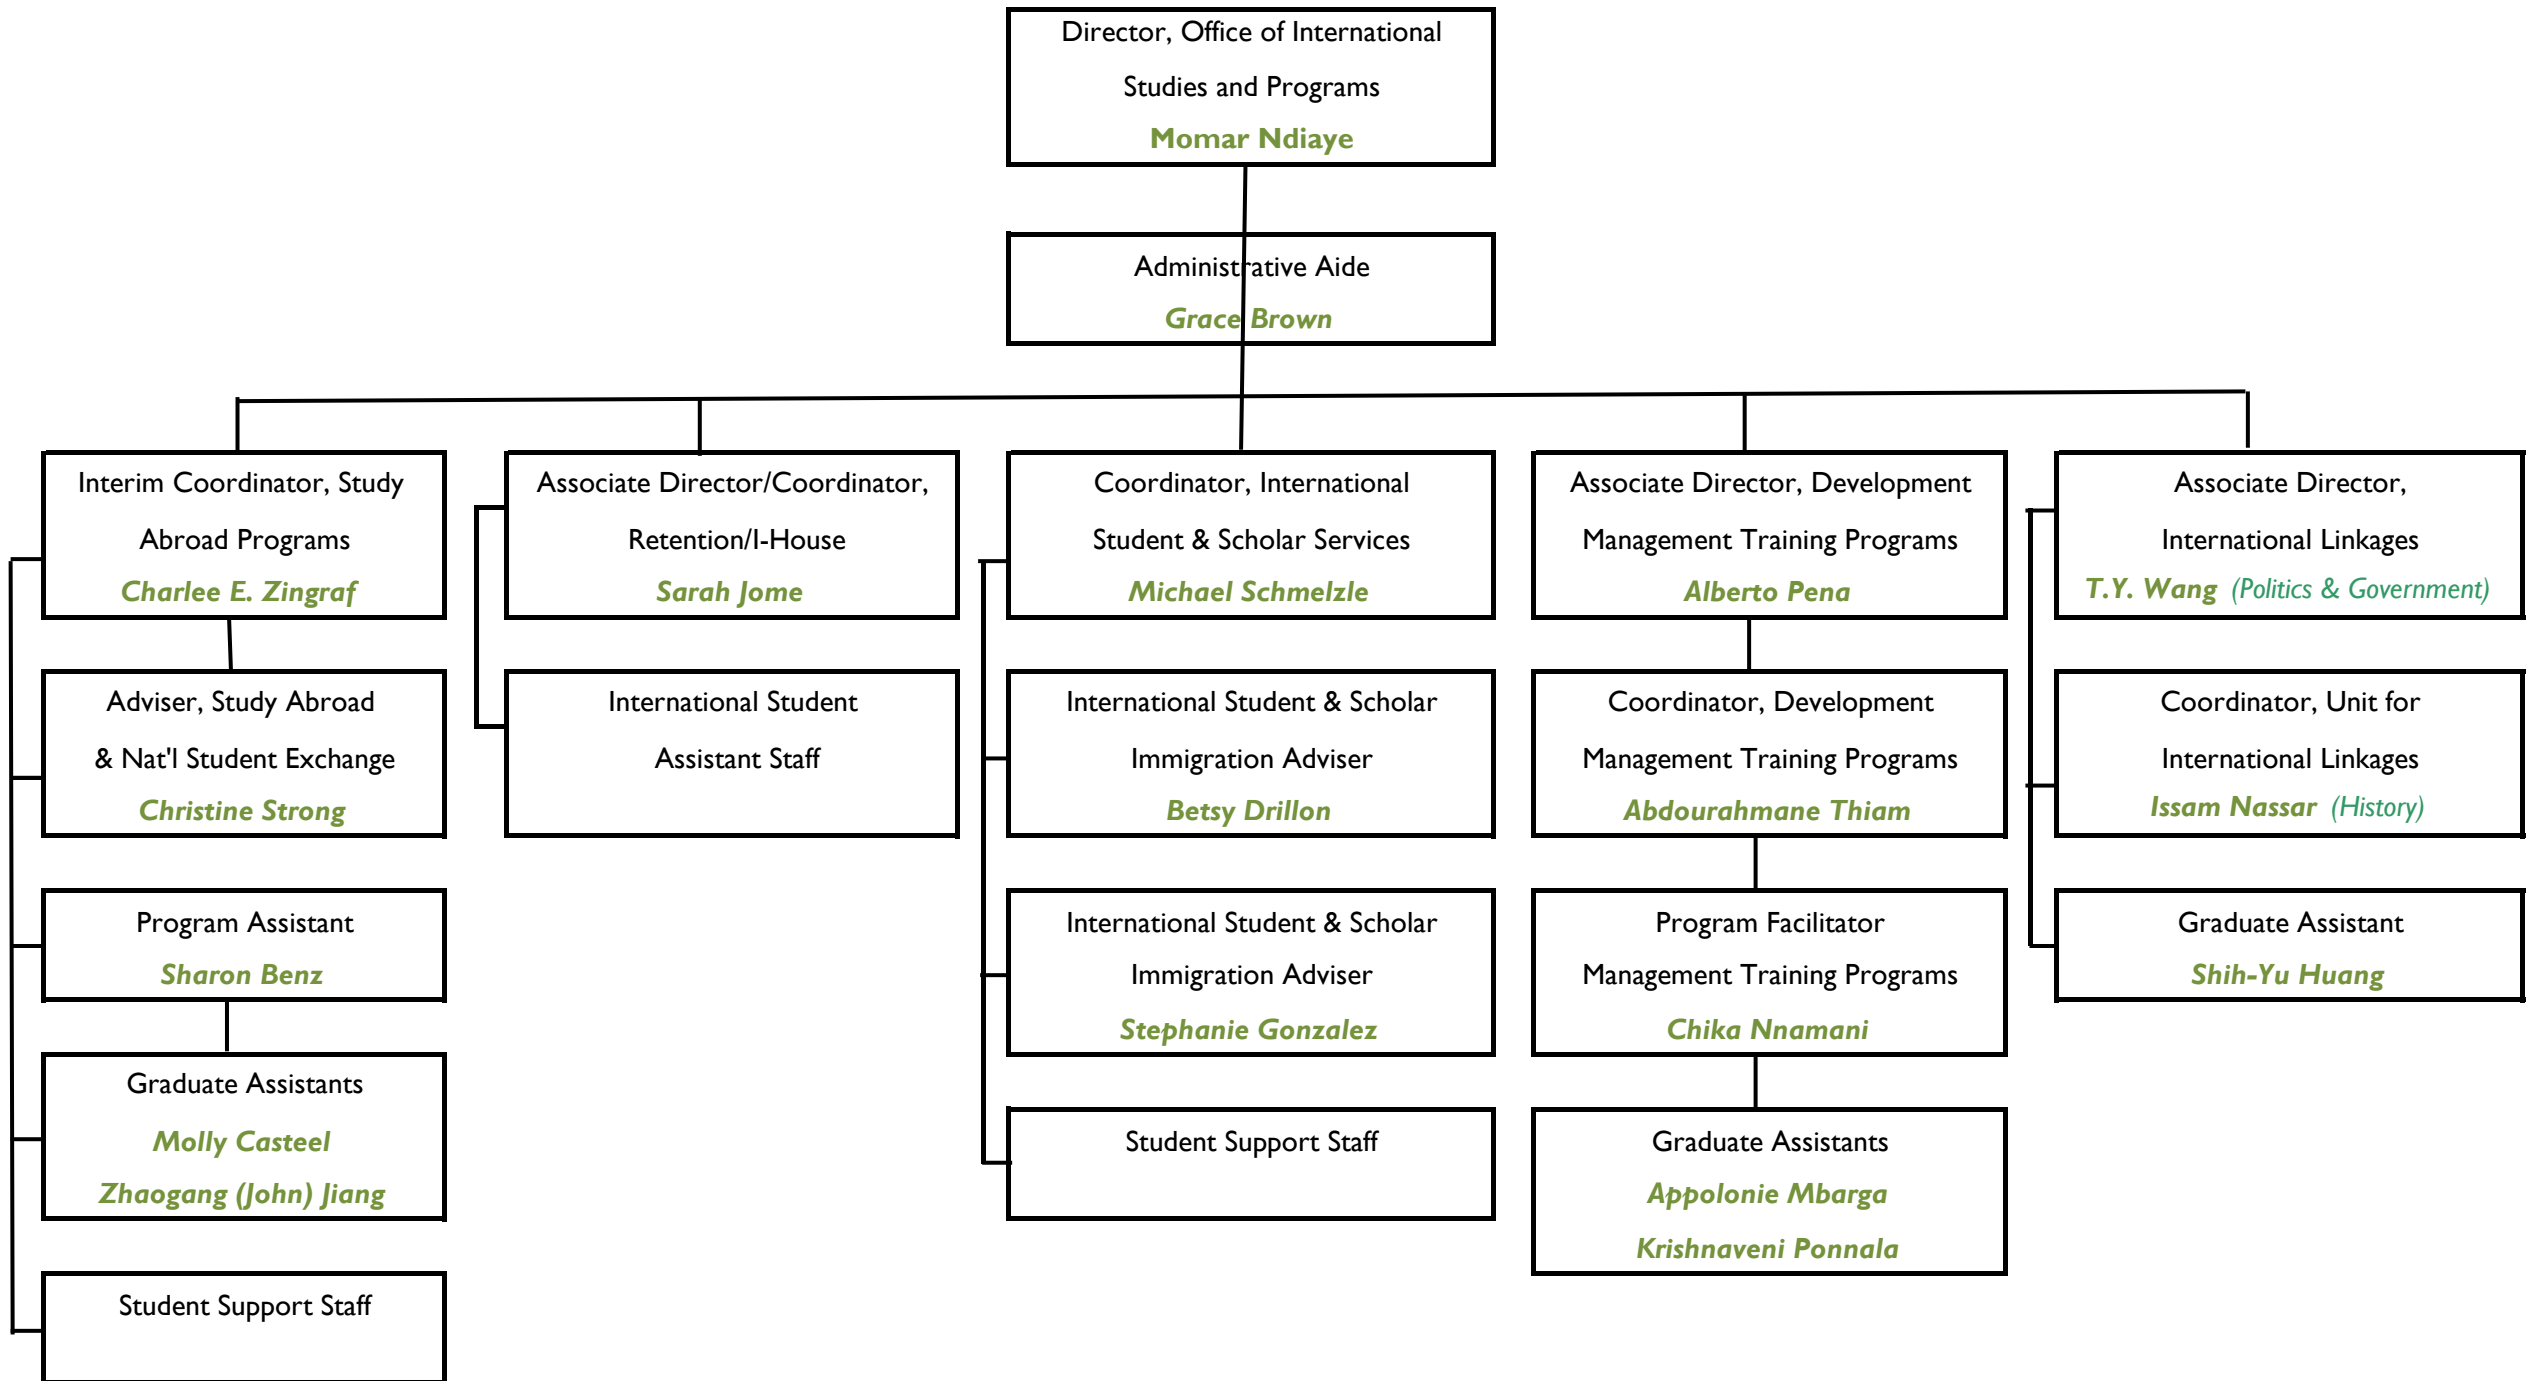 Director, Office of International
Studies and Programs
Momar Ndiaye
Administrative Aide
Grace Brown
Interim Coordinator, Study
Abroad Programs
Charlee E. Zingraf
Associate Director/Coordinator,
Retention/I-House
Sarah Jome
Coordinator, International
Student & Scholar Services
Michael Schmelzle
Associate Director, Development
Management Training Programs
Alberto Pena
Associate Director,
International Linkages
T.Y. Wang (Politics & Government)
Adviser, Study Abroad
& Nat'l Student Exchange
Christine Strong
International Student
Assistant Staff
International Student & Scholar
Immigration Adviser
Betsy Drillon
Coordinator, Development
Management Training Programs
Abdourahmane Thiam
Coordinator, Unit for
International Linkages
Issam Nassar (History)
Program Assistant
Sharon Benz
International Student & Scholar
Immigration Adviser
Stephanie Gonzalez
Program Facilitator
Management Training Programs
Chika Nnamani
Graduate Assistant
Shih-Yu Huang
Graduate Assistants
Molly Casteel
Zhaogang (John) Jiang
Student Support Staff
Graduate Assistants
Appolonie Mbarga
Krishnaveni Ponnala
Student Support Staff